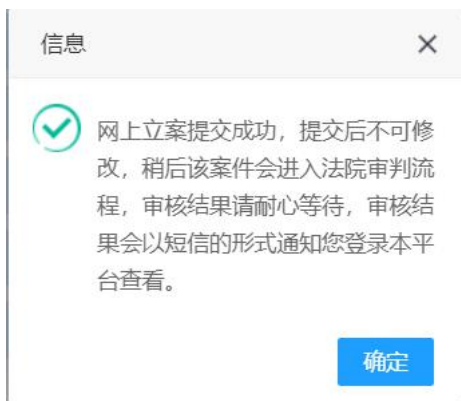 信息
网上立案提交成功，提交后不可修
改，稍后该案件会进入法院审判流
程，审核结果请耐心等待，审核结
果会以短信的形式通知您登录本平
台查看。
确定